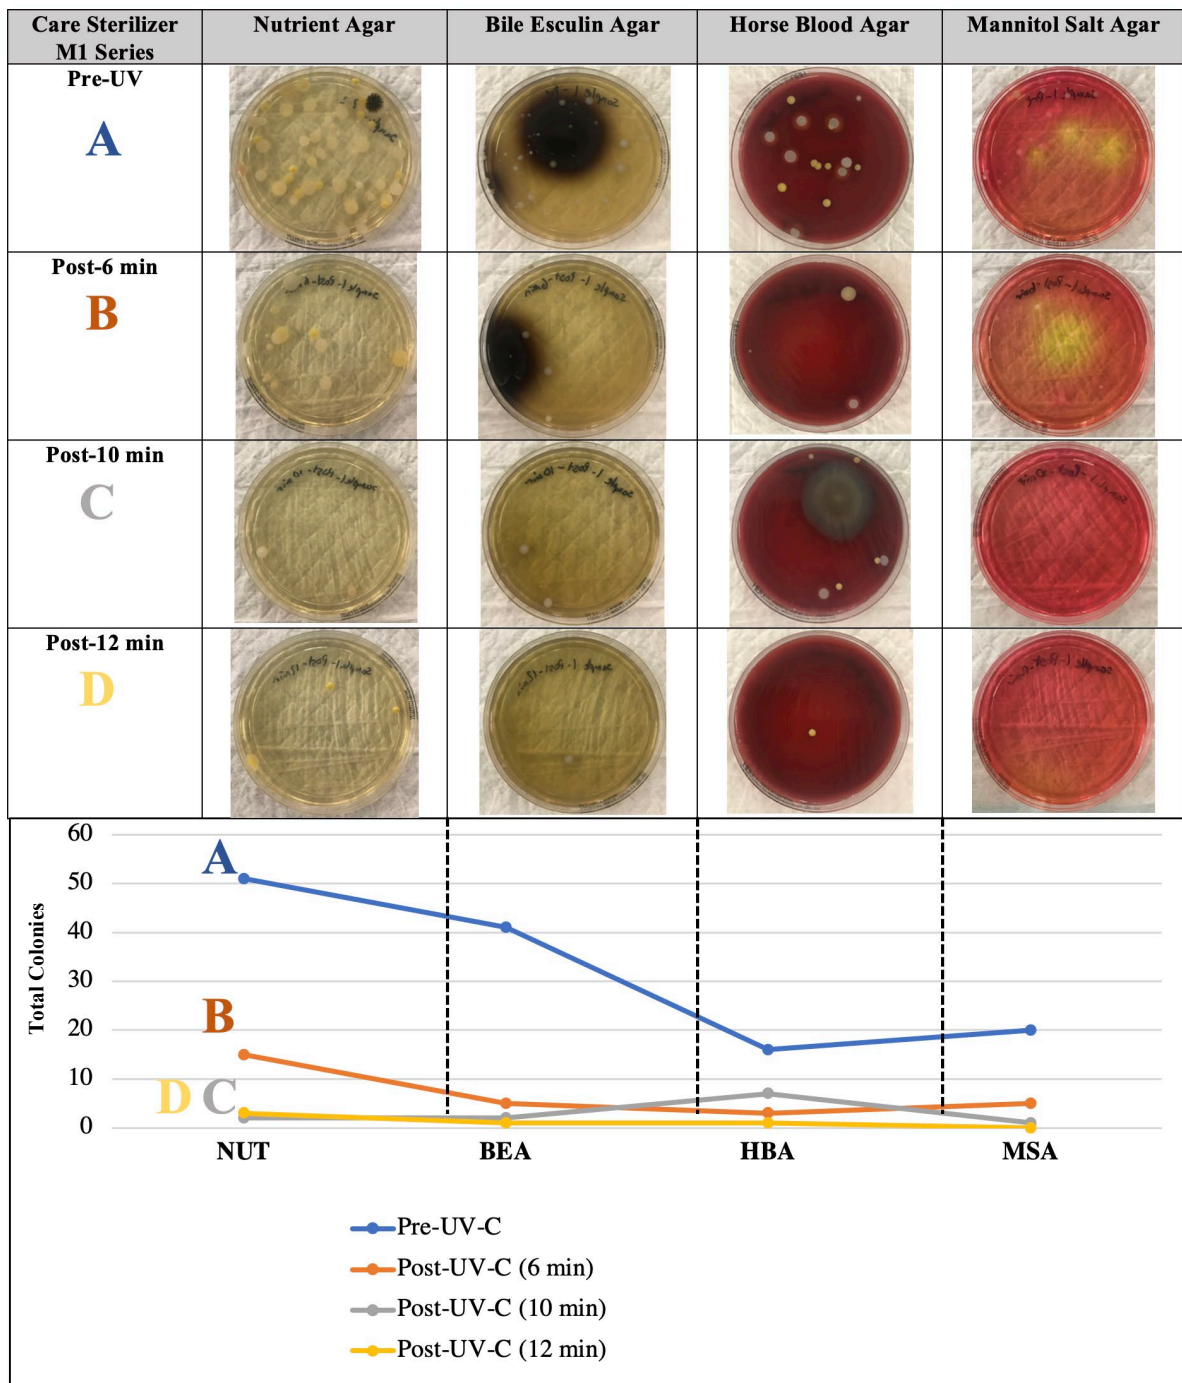 Care Sterilizer
M1 Series
Nutrient Agar
Bile Esculin Agar
Horse Blood Agar
Mannitol Salt Agar
Pre-UV
A
Post-6 min
B
Post-10 min
C
Post-12 min
D
60
50
40
30
20
10
0
Total Colonies
A
B
D C
NUT
BEA
HBA
MSA
Pre-UV-C
Post-UV-C (6 min)
Post-UV-C (10 min)
Post-UV-C (12 min)